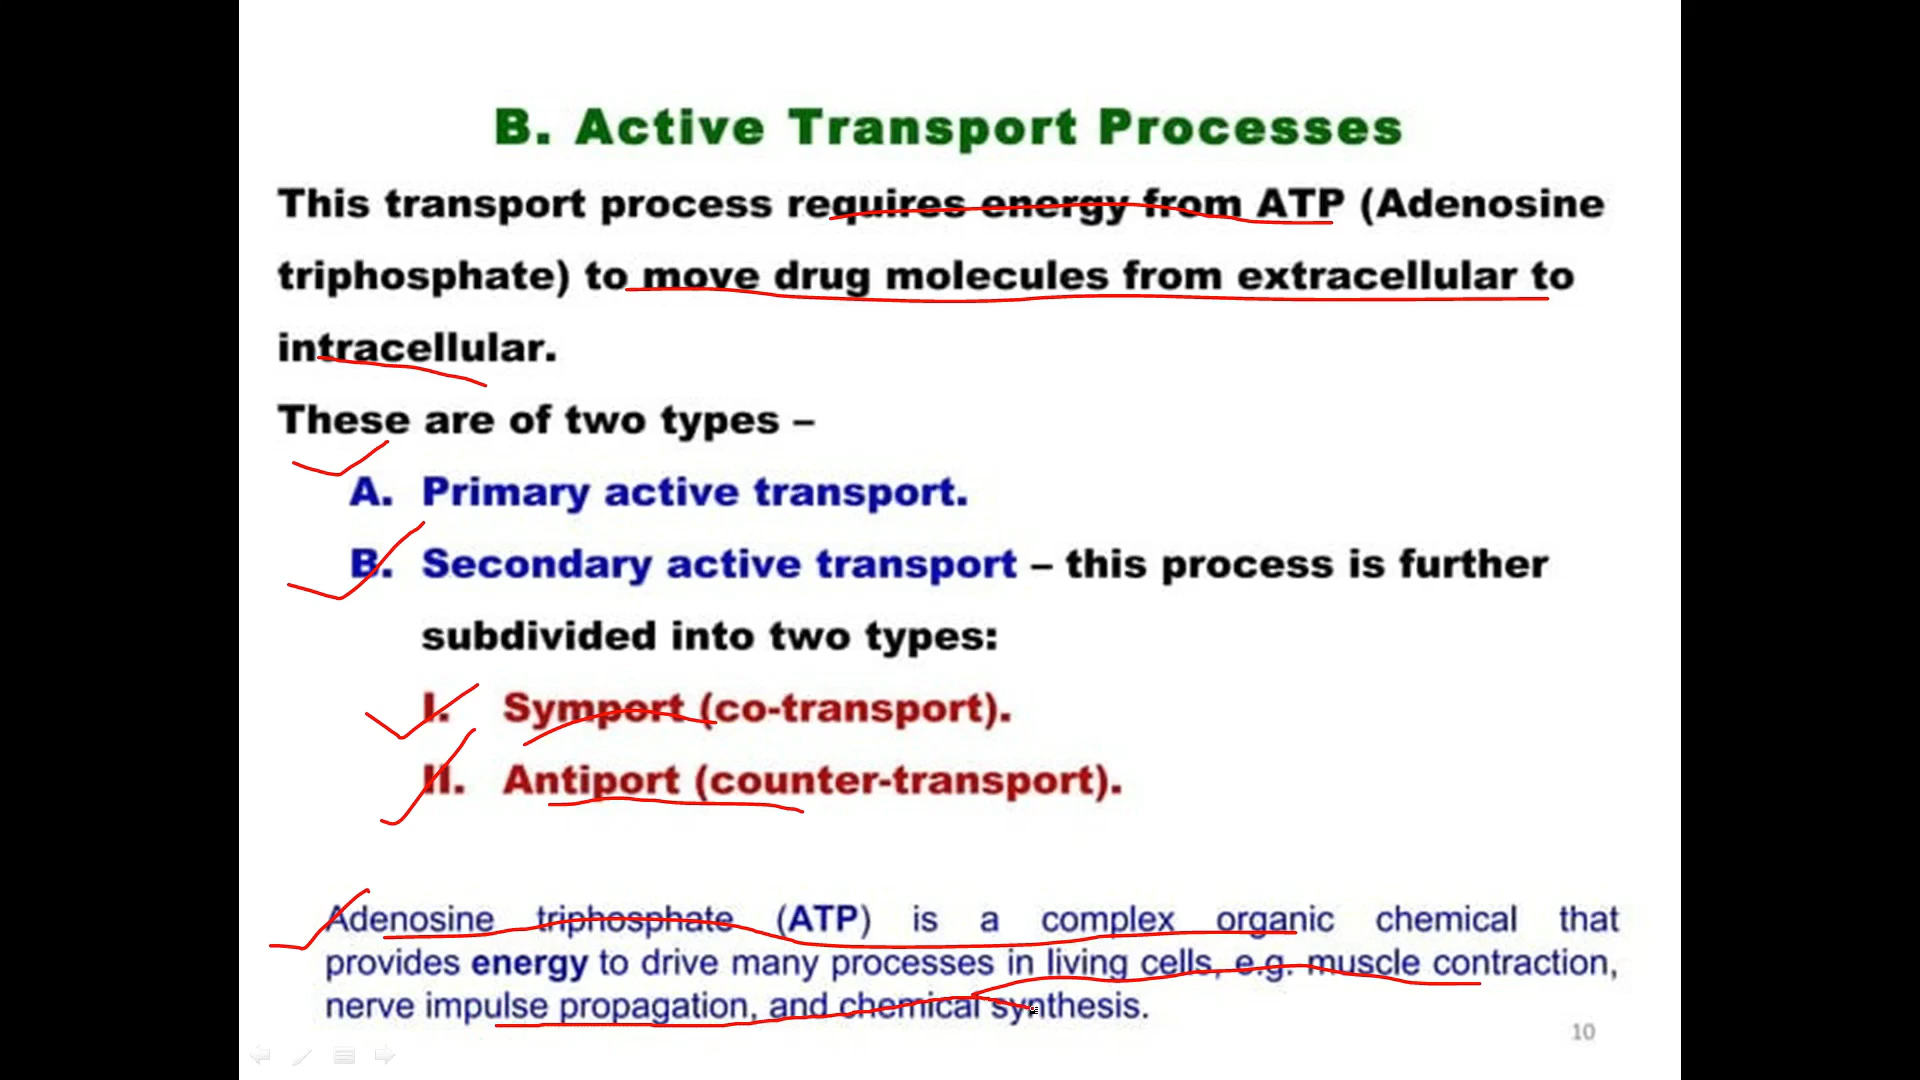 B. Active Transport Processes
This transport process requires energy from ATP (Adenosine
triphosphate) to move drug molecules from extracellular to
intracellular.
These are of two types –
A. Primary active transport.
B. Secondary active transport – this process is further
subdivided into two types:
I. Symport (co-transport).
II. Antiport (counter-transport).
Adenosine triphosphate (ATP) is a complex organic chemical that
provides energy to drive many processes in living cells, e.g. muscle contraction,
nerve impulse propagation, and chemical synthesis.
10